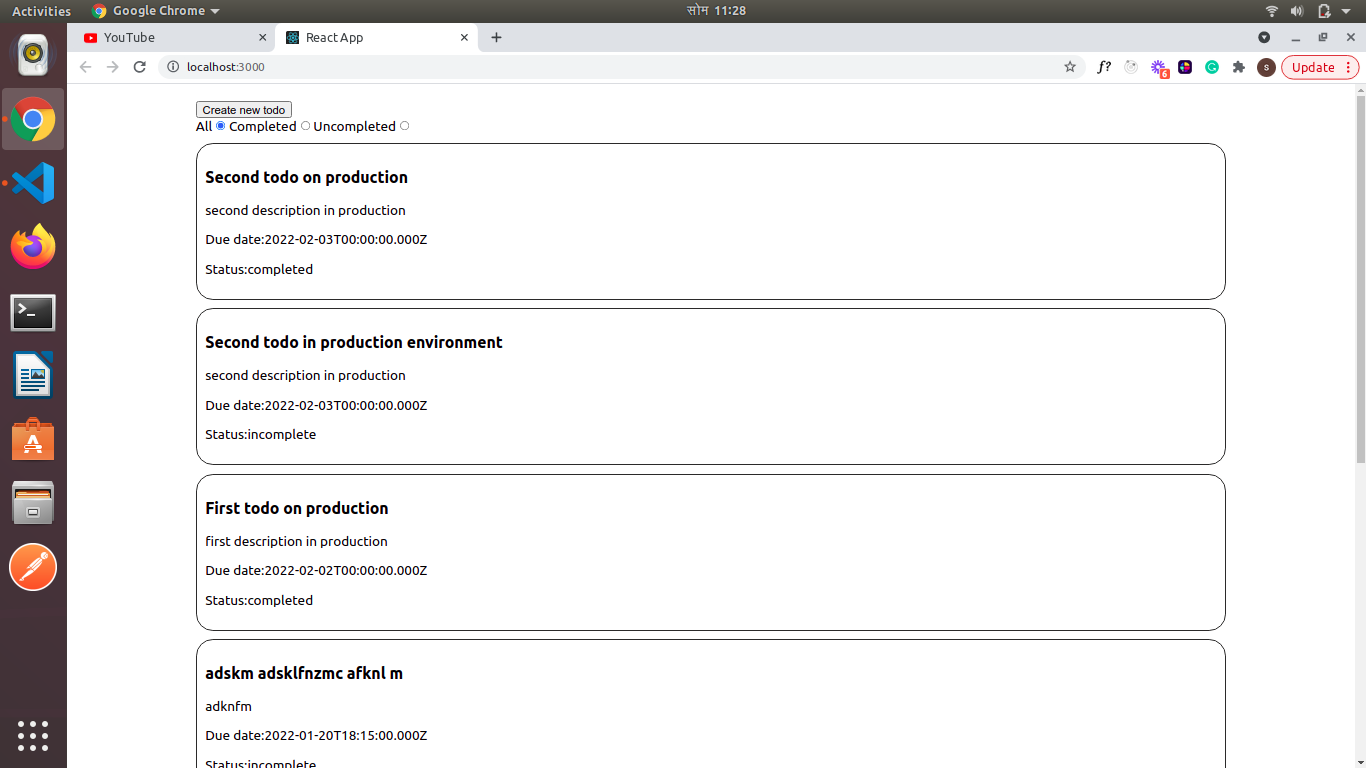 Activities Google Chrome सोम 11:28
YouTube React App
localhost:3000 f? 6 s Update
Create new todo
All Completed Uncompleted
Second todo on production
second description in production
Due date:2022-02-03T00:00:00.000Z
Status:completed
Second todo in production environment
second description in production
Due date:2022-02-03T00:00:00.000Z
Status:incomplete
First todo on production
first description in production
Due date:2022-02-02T00:00:00.000Z
Status:completed
adskm adsklfnzmc afknl m
adknfm
Due date:2022-01-20T18:15:00.000Z
Status:incomplete